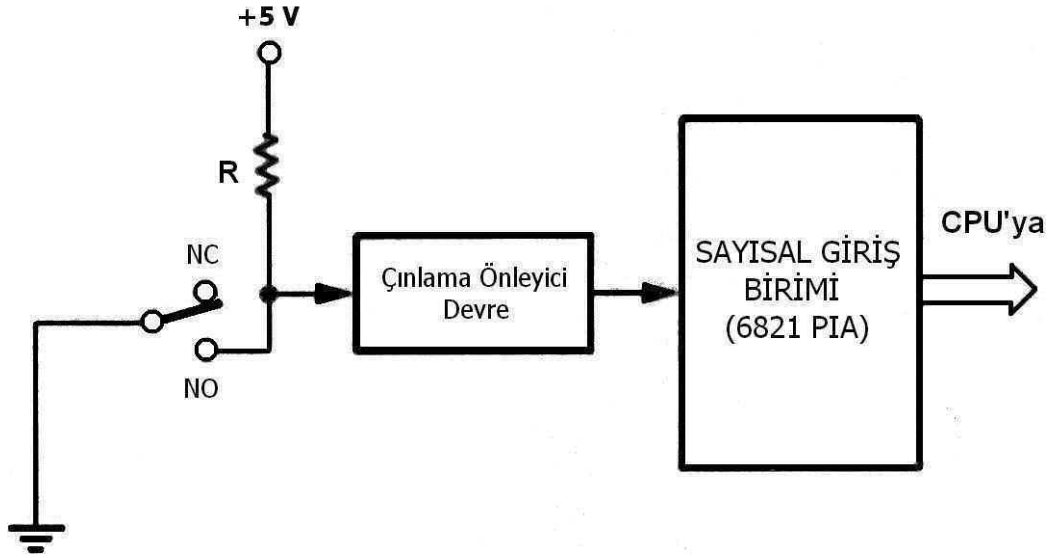 +5 V
R
NC
NO
Çınlama Önleyici
Devre
SAYISAL GİRİŞ
BİRİMİ
(6821 PIA)
CPU'ya